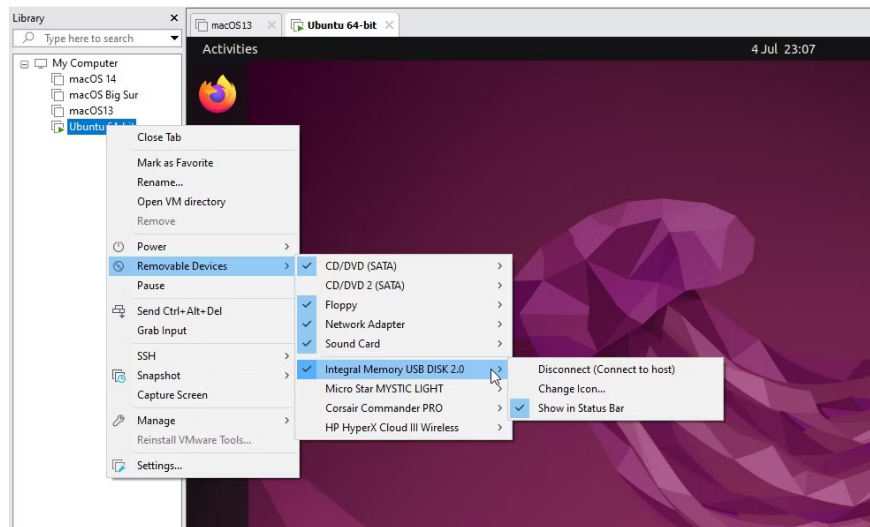 Library
macOS13
Ubuntu 64-bit
Type here to search
Activities
4 Jul 23:07
My Computer
macOS 14
macOS Big Sur
macOS13
Ubuntu 64-bit
Close Tab
Mark as Favorite
Rename...
Open VM directory
Remove
Power
Removable Devices
Pause
Send Ctrl+Alt+Del
Grab Input
SSH
Snapshot
Capture Screen
Manage
Reinstall VMware Tools...
Settings...
CD/DVD (SATA)
CD/DVD 2 (SATA)
Floppy
Network Adapter
Sound Card
Integral Memory USB DISK 2.0
Micro Star MYSTIC LIGHT
Corsair Commander PRO
HP HyperX Cloud III Wireless
Disconnect (Connect to host)
Change Icon...
Show in Status Bar